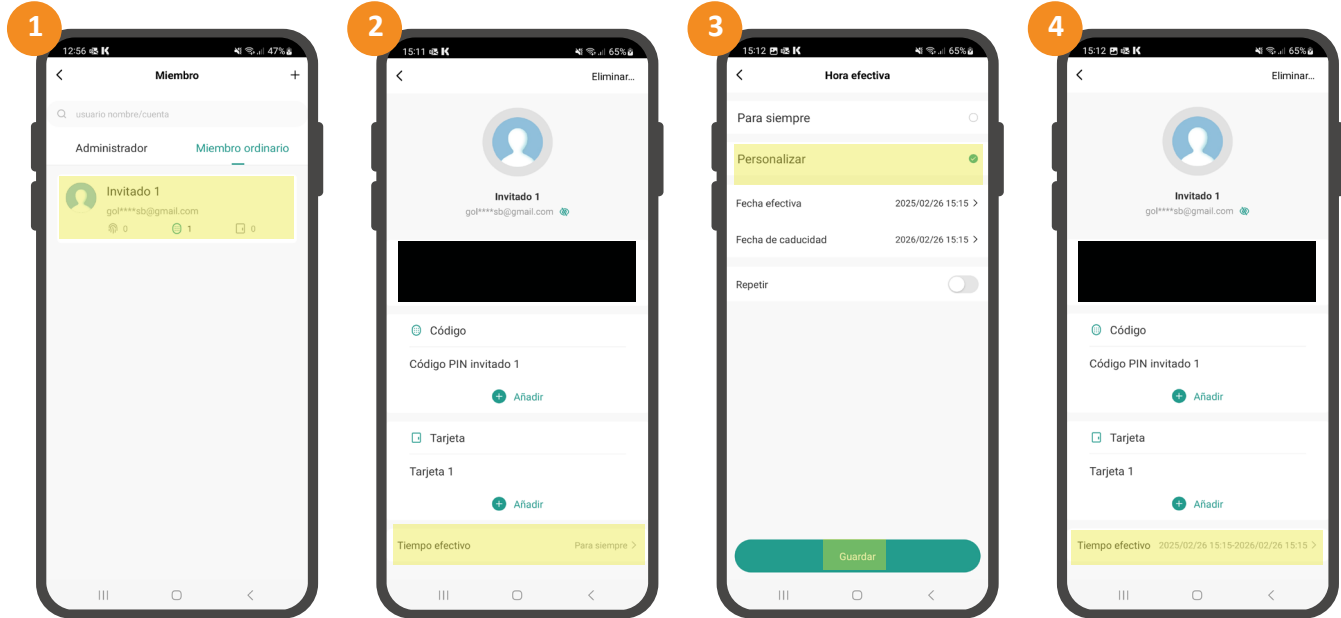 1
12:56
47%
Miembro
+
usuario nombre/cuenta
Administrador
Miembro ordinario
Invitado 1
gol****sb@gmail.com
0
1
0
2
15:11
65%
Eliminar...
Invitado 1
gol****sb@gmail.com
Código
Código PIN invitado 1
Añadir
Tarjeta
Tarjeta 1
Añadir
Tiempo efectivo
Para siempre >
3
15:12
65%
Hora efectiva
Para siempre
Personalizar
Fecha efectiva
2025/02/26 15:15 >
Fecha de caducidad
2026/02/26 15:15 >
Repetir
Guardar
4
15:12
65%
Eliminar...
Invitado 1
gol****sb@gmail.com
Código
Código PIN invitado 1
Añadir
Tarjeta
Tarjeta 1
Añadir
Tiempo efectivo 2025/02/26 15:15-2026/02/26 15:15 >